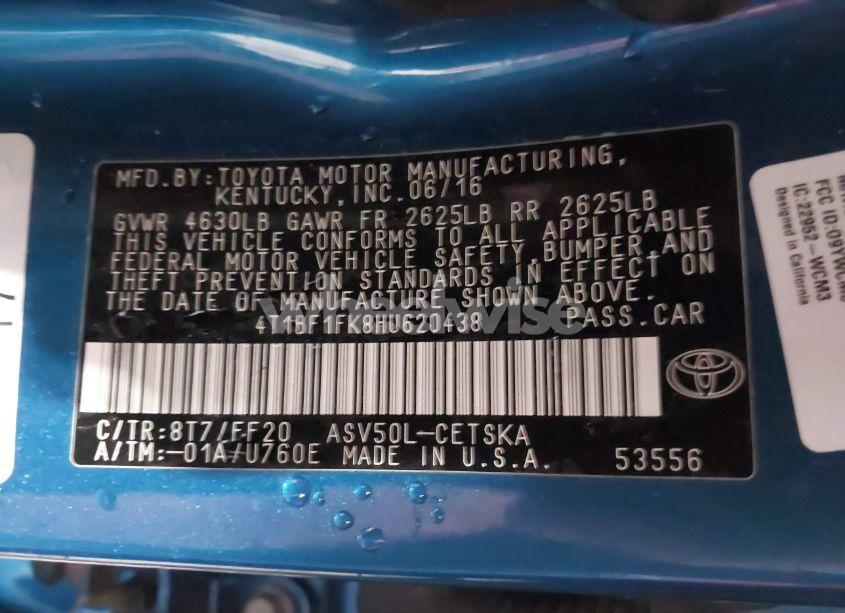 MFD.BY:TOYOTA MOTOR MANUFACTURING,
KENTUCKY,INC.06/16
GVWR 4630LB GAWR FR 2625LB RR 2625LB
THIS VEHICLE CONFORMS TO ALL APPLICABLE
FEDERAL MOTOR VEHICLE SAFETY,BUMPER,AND
THEFT PREVENTION STANDARDS IN EFFECT ON
THE DATE OF MANUFACTURE SHOWN ABOVE.
4T1BF1FK8HU620438 PASS.CAR
C/TR:8T7/FF20 ASV50L-CETSKA
A/TM:-01A/U760E MADE IN U.S.A. 53556
IC:22952-WCM3
Designed in California